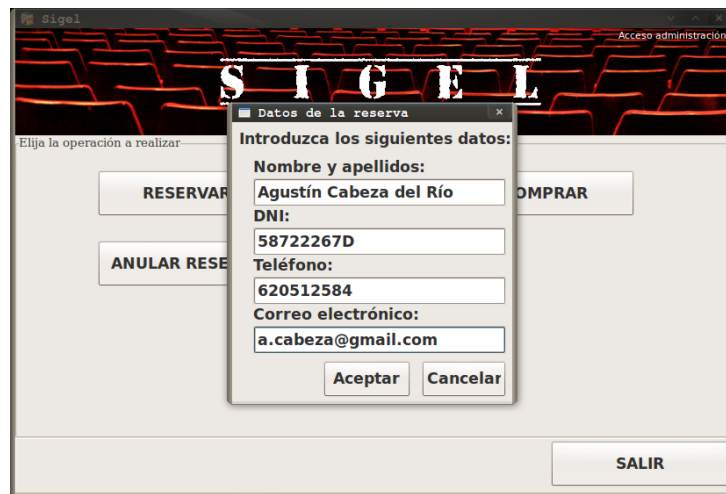 Sigel
Acceso administración
SIGEL
Datos de la reserva
Elija la operación a realizar
Introduzca los siguientes datos:
Nombre y apellidos:
RESERVAR
Agustín Cabeza del Río
OMPRAR
DNI:
58722267D
ANULAR RESE
Teléfono:
620512584
Correo electrónico:
a.cabeza@gmail.com
Aceptar
Cancelar
SALIR